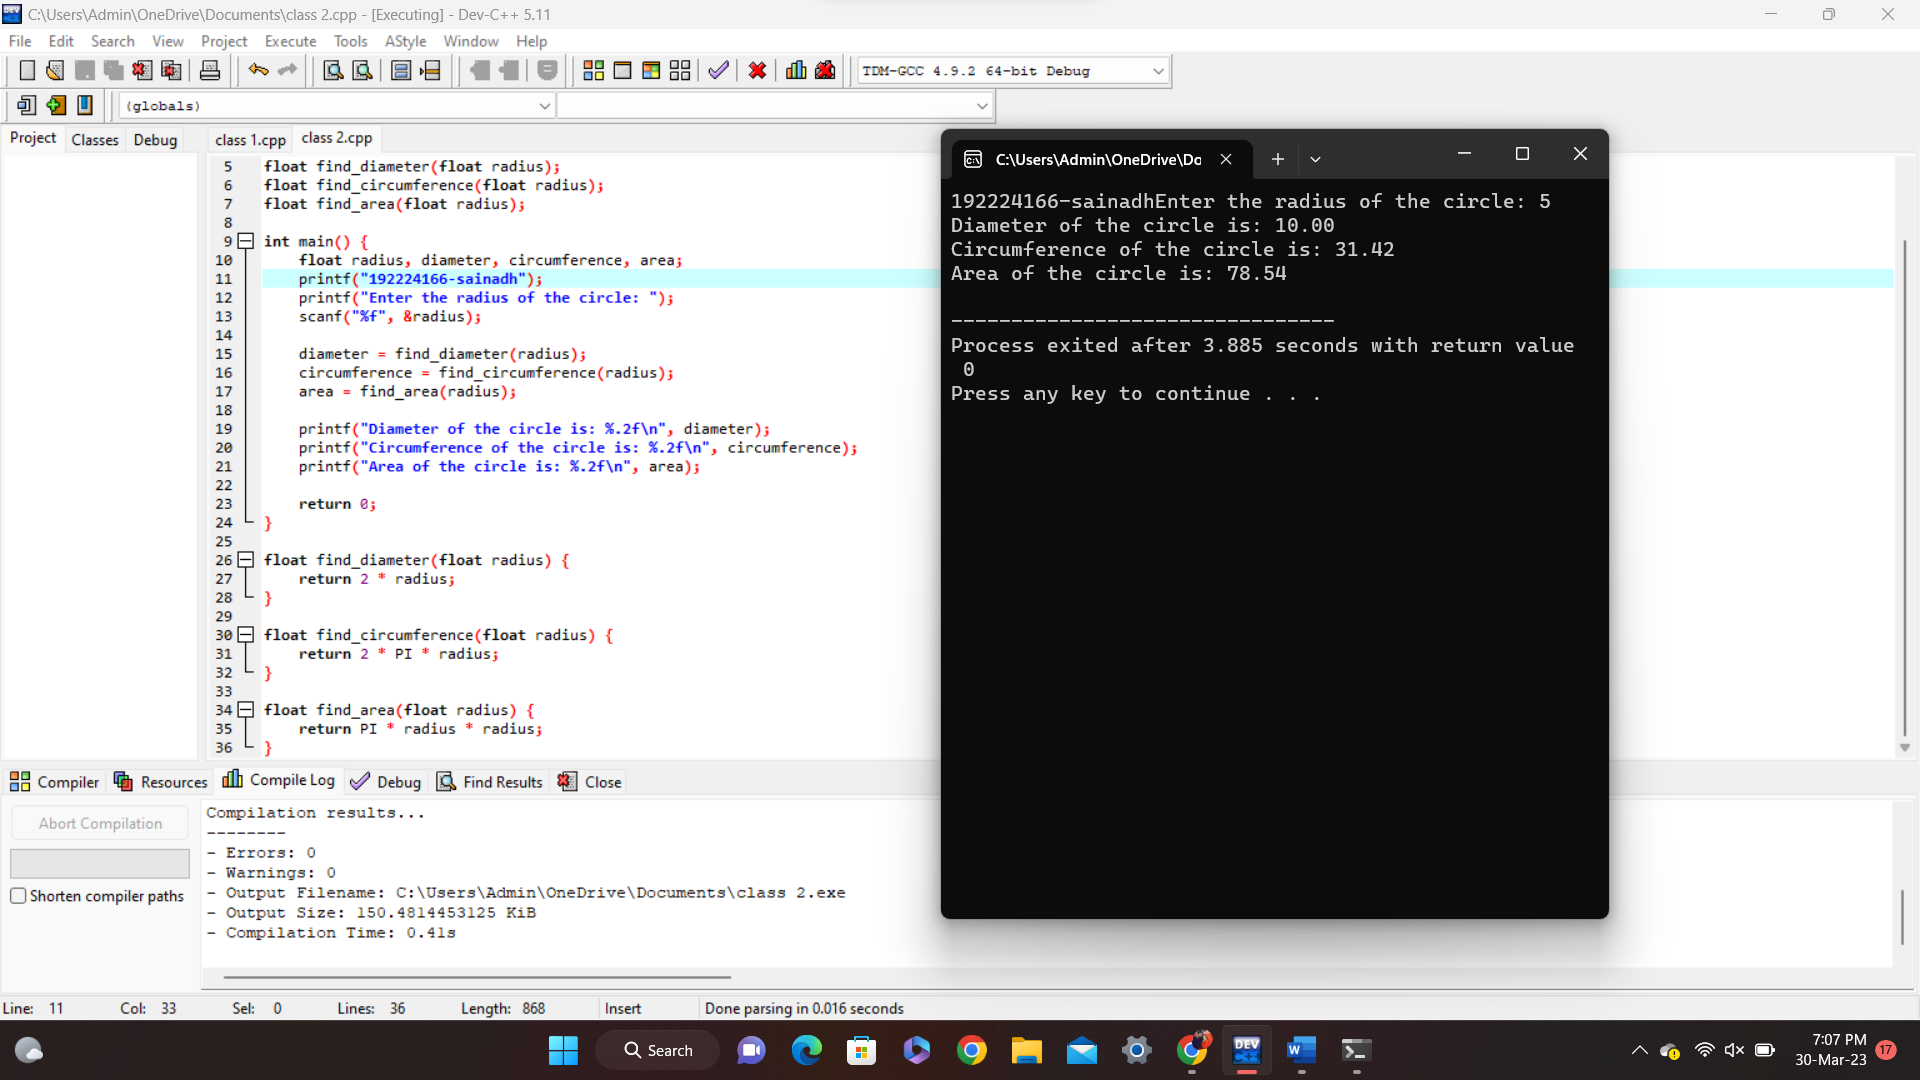 C:\Users\Admin\OneDrive\Documents\class 2.cpp - [Executing] - Dev-C++ 5.11
File Edit Search View Project Execute Tools AStyle Window Help
TDM-GCC 4.9.2 64-bit Debug
(globals)
Project Classes Debug
class 1.cpp class 2.cpp
5 float find_diameter(float radius);
6 float find_circumference(float radius);
7 float find_area(float radius);
8
9 int main() {
10 float radius, diameter, circumference, area;
11 printf("192224166-sainadh");
12 printf("Enter the radius of the circle: ");
13 scanf("%f", &radius);
14
15 diameter = find_diameter(radius);
16 circumference = find_circumference(radius);
17 area = find_area(radius);
18
19 printf("Diameter of the circle is: %.2f\n", diameter);
20 printf("Circumference of the circle is: %.2f\n", circumference);
21 printf("Area of the circle is: %.2f\n", area);
22
23 return 0;
24 }
25
26 float find_diameter(float radius) {
27 return 2 * radius;
28 }
29
30 float find_circumference(float radius) {
31 return 2 * PI * radius;
32 }
33
34 float find_area(float radius) {
35 return PI * radius * radius;
36 }
C:\Users\Admin\OneDrive\Do
192224166-sainadhEnter the radius of the circle: 5
Diameter of the circle is: 10.00
Circumference of the circle is: 31.42
Area of the circle is: 78.54
--------------------------------
Process exited after 3.885 seconds with return value
0
Press any key to continue . . .
Compiler Resources Compile Log Debug Find Results Close
Abort Compilation
Shorten compiler paths
Compilation results...
--------
- Errors: 0
- Warnings: 0
- Output Filename: C:\Users\Admin\OneDrive\Documents\class 2.exe
- Output Size: 150.4814453125 KiB
- Compilation Time: 0.41s
Line: 11 Col: 33 Sel: 0 Lines: 36 Length: 868 Insert Done parsing in 0.016 seconds
Search
DEV C++
W
7:07 PM
30-Mar-23
17